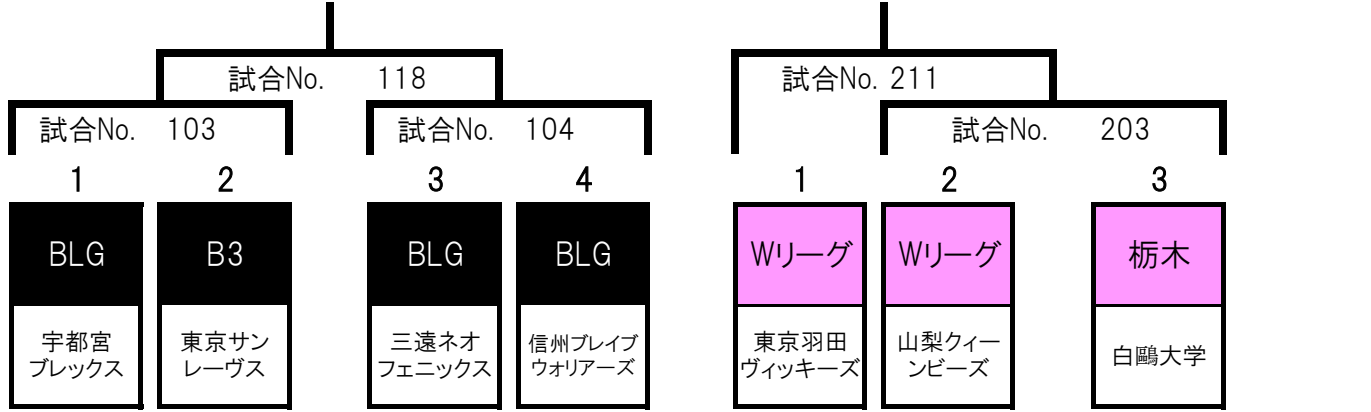 試合No. 118
試合No. 211
試合No. 103
試合No. 104
試合No. 203
1
2
3
4
1
2
3
BLG
B3
BLG
BLG
Wリーグ
Wリーグ
栃木
宇都宮
ブレックス
東京サン
レーヴス
三遠ネオ
フェニックス
信州ブレイブ
ウォリアーズ
東京羽田
ヴィッキーズ
山梨クィー
ンビーズ
白鷗大学